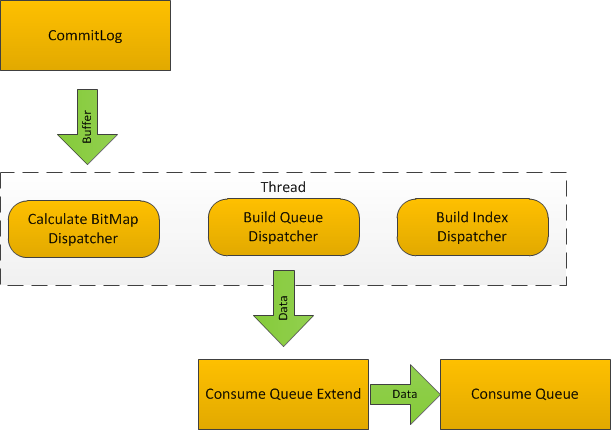 CommitLog
Buffer
Thread
Calculate BitMap
Dispatcher
Build Queue
Dispatcher
Build Index
Dispatcher
Data
Consume Queue Extend
Data
Consume Queue